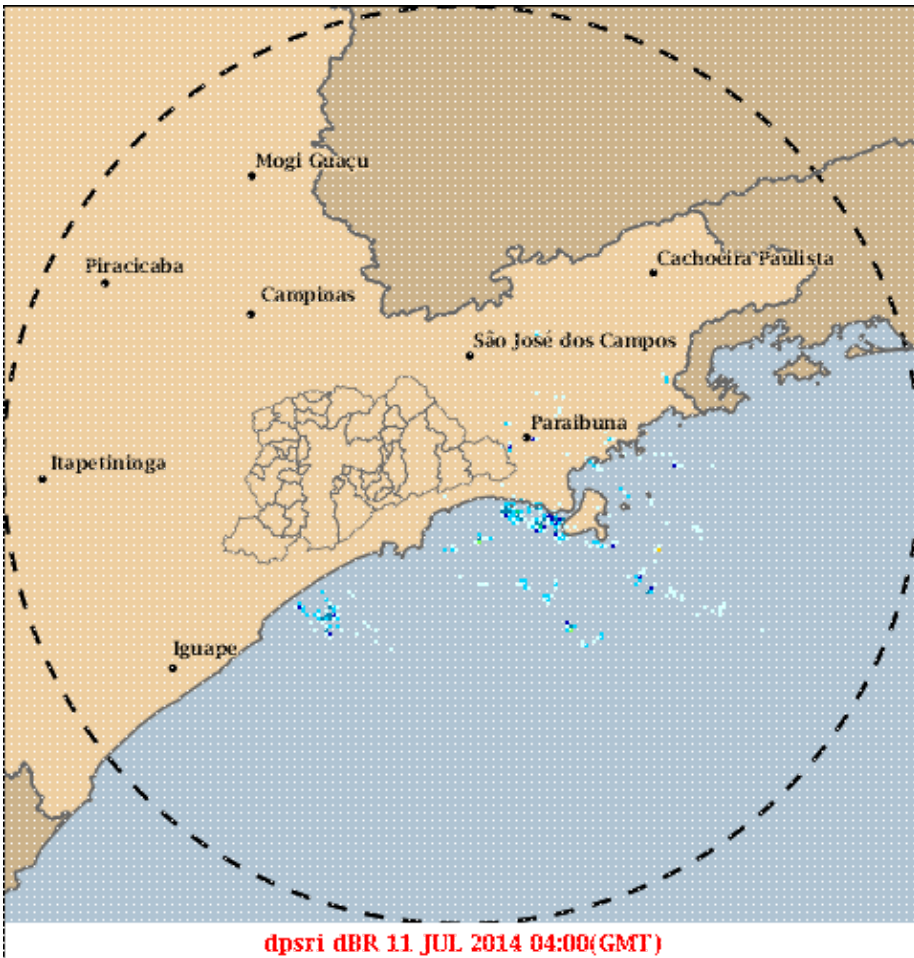 Mogi Guaçu
Piracicaba
Cachoeira Paulista
Campinas
São José dos Campos
Paraibuna
Itapetininga
Iguape
dpsri dBR 11 JUL 2014 04:00(GMT)